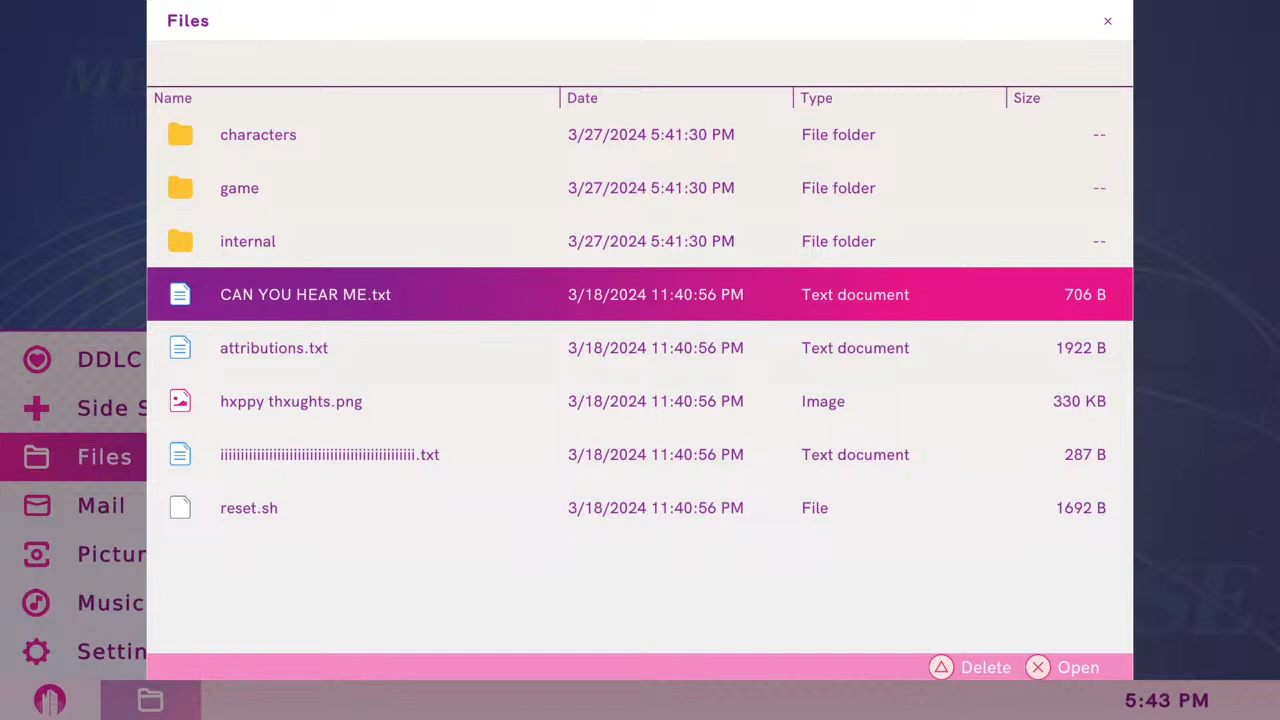 Files ×
Name Date Type Size
characters 3/27/2024 5:41:30 PM File folder --
game 3/27/2024 5:41:30 PM File folder --
internal 3/27/2024 5:41:30 PM File folder --
CAN YOU HEAR ME.txt 3/18/2024 11:40:56 PM Text document 706 B
attributions.txt 3/18/2024 11:40:56 PM Text document 1922 B
hxppy thxughts.png 3/18/2024 11:40:56 PM Image 330 KB
iiiiiiiiiiiiiiiiiiiiiiiiiiiiiiiiiiiiiiiiiiiiiiii.txt 3/18/2024 11:40:56 PM Text document 287 B
reset.sh 3/18/2024 11:40:56 PM File 1692 B
DDLC
Side S
Files
Mail
Pictur
Music
Settin
Delete Open
5:43 PM